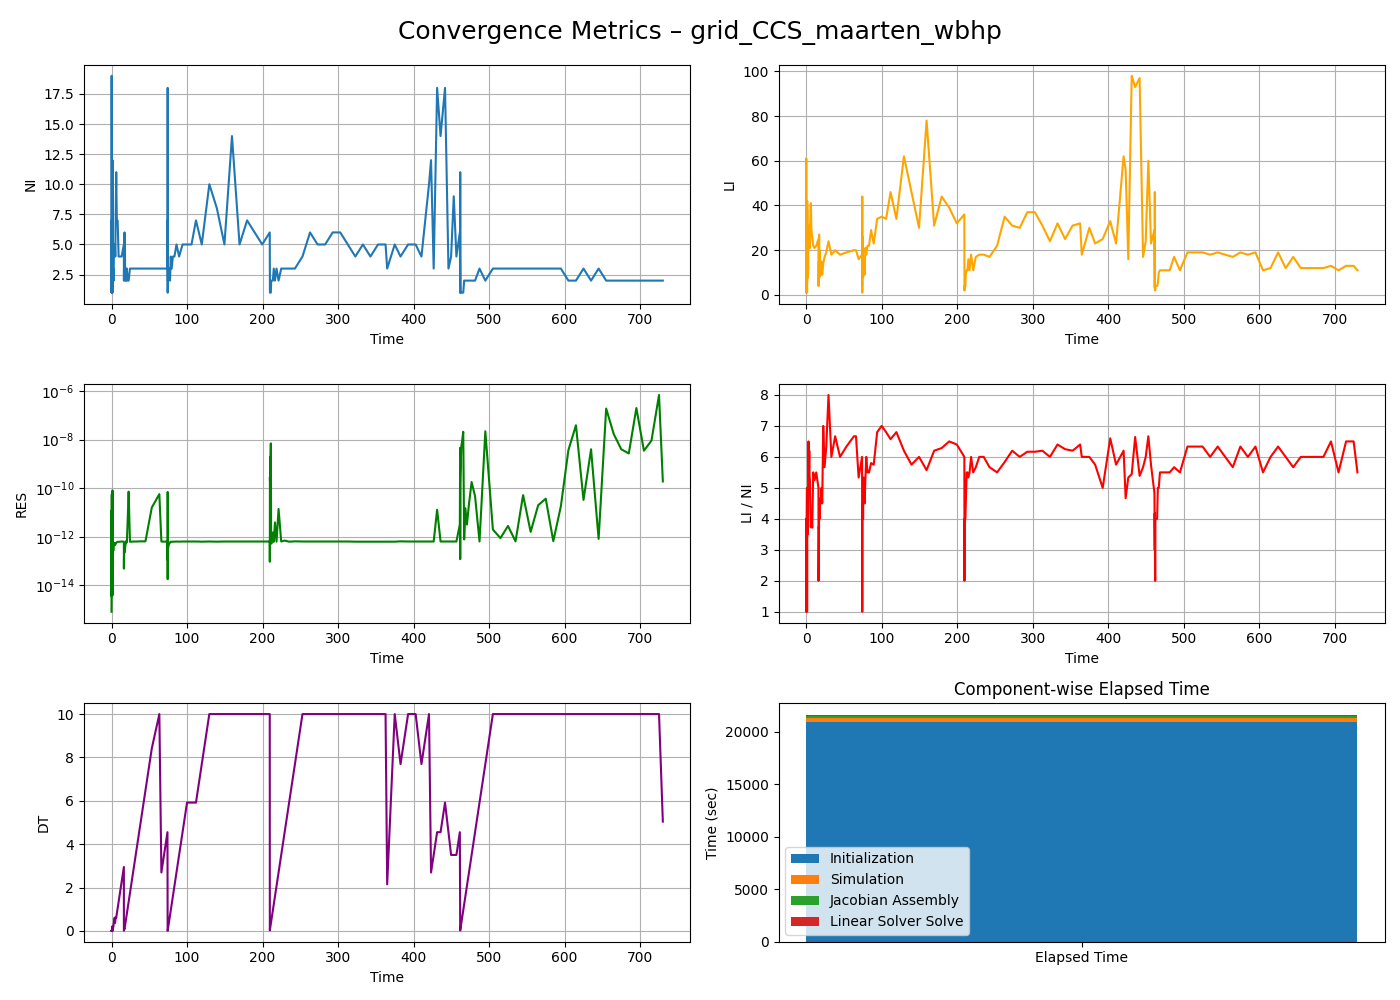 Convergence Metrics – grid_CCS_maarten_wbhp
17.5
15.0
12.5
10.0
7.5
5.0
2.5
NI
0 100 200 300 400 500 600 700
Time
100
80
60
40
20
0
LI
0 100 200 300 400 500 600 700
Time
10⁻⁶
10⁻⁸
10⁻¹⁰
10⁻¹²
10⁻¹⁴
RES
0 100 200 300 400 500 600 700
Time
8
7
6
5
4
3
2
1
LI / NI
0 100 200 300 400 500 600 700
Time
10
8
6
4
2
0
DT
0 100 200 300 400 500 600 700
Time
Component-wise Elapsed Time
20000
15000
10000
5000
0
Time (sec)
Initialization
Simulation
Jacobian Assembly
Linear Solver Solve
Elapsed Time